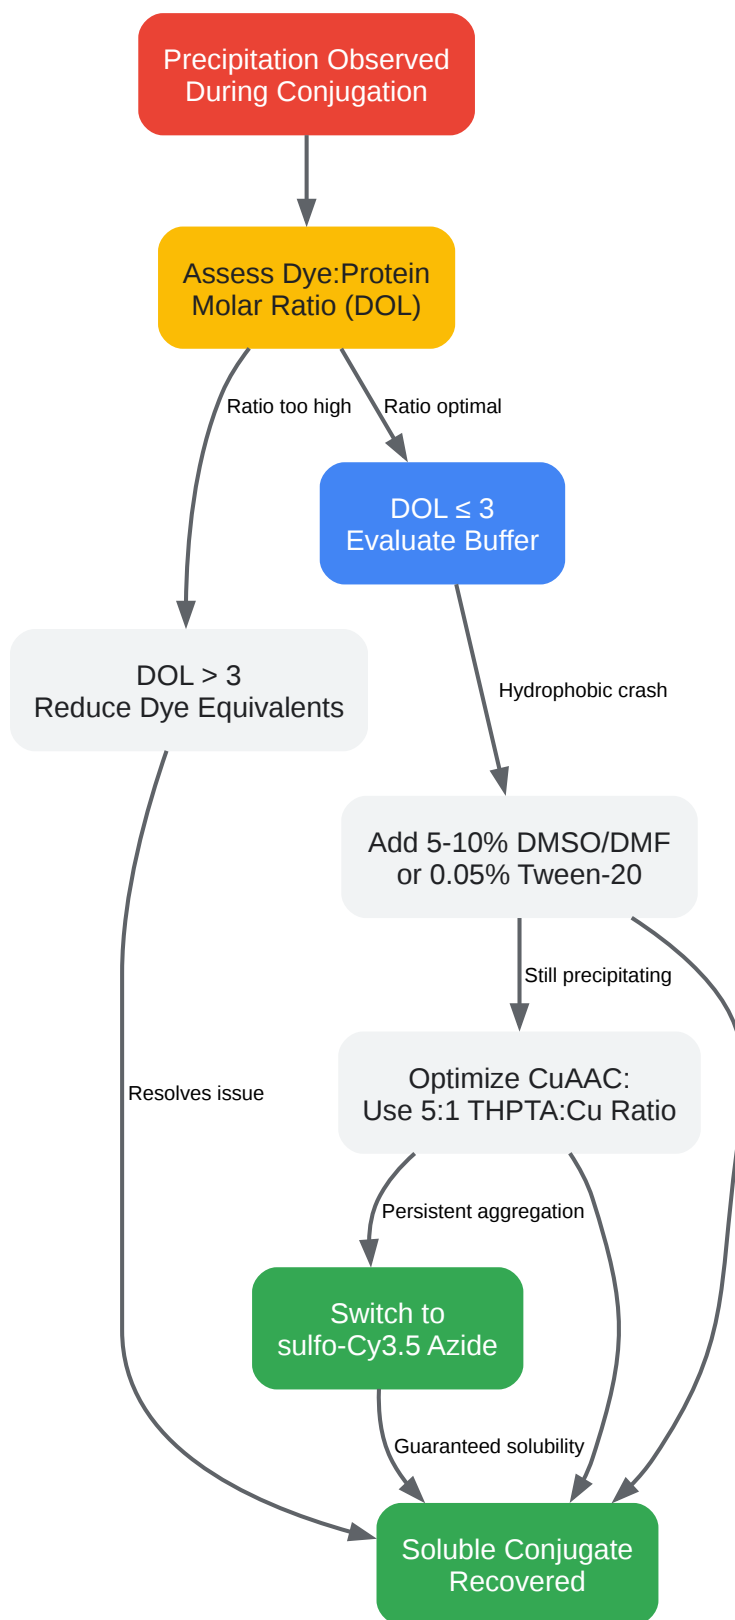 Precipitation Observed
During Conjugation
Assess Dye:Protein
Molar Ratio (DOL)
Ratio too high
Ratio optimal
DOL ≤ 3
Evaluate Buffer
DOL > 3
Reduce Dye Equivalents
Hydrophobic crash
Add 5-10% DMSO/DMF
or 0.05% Tween-20
Still precipitating
Optimize CuAAC:
Use 5:1 THPTA:Cu Ratio
Resolves issue
Persistent aggregation
Switch to
sulfo-Cy3.5 Azide
Guaranteed solubility
Soluble Conjugate
Recovered